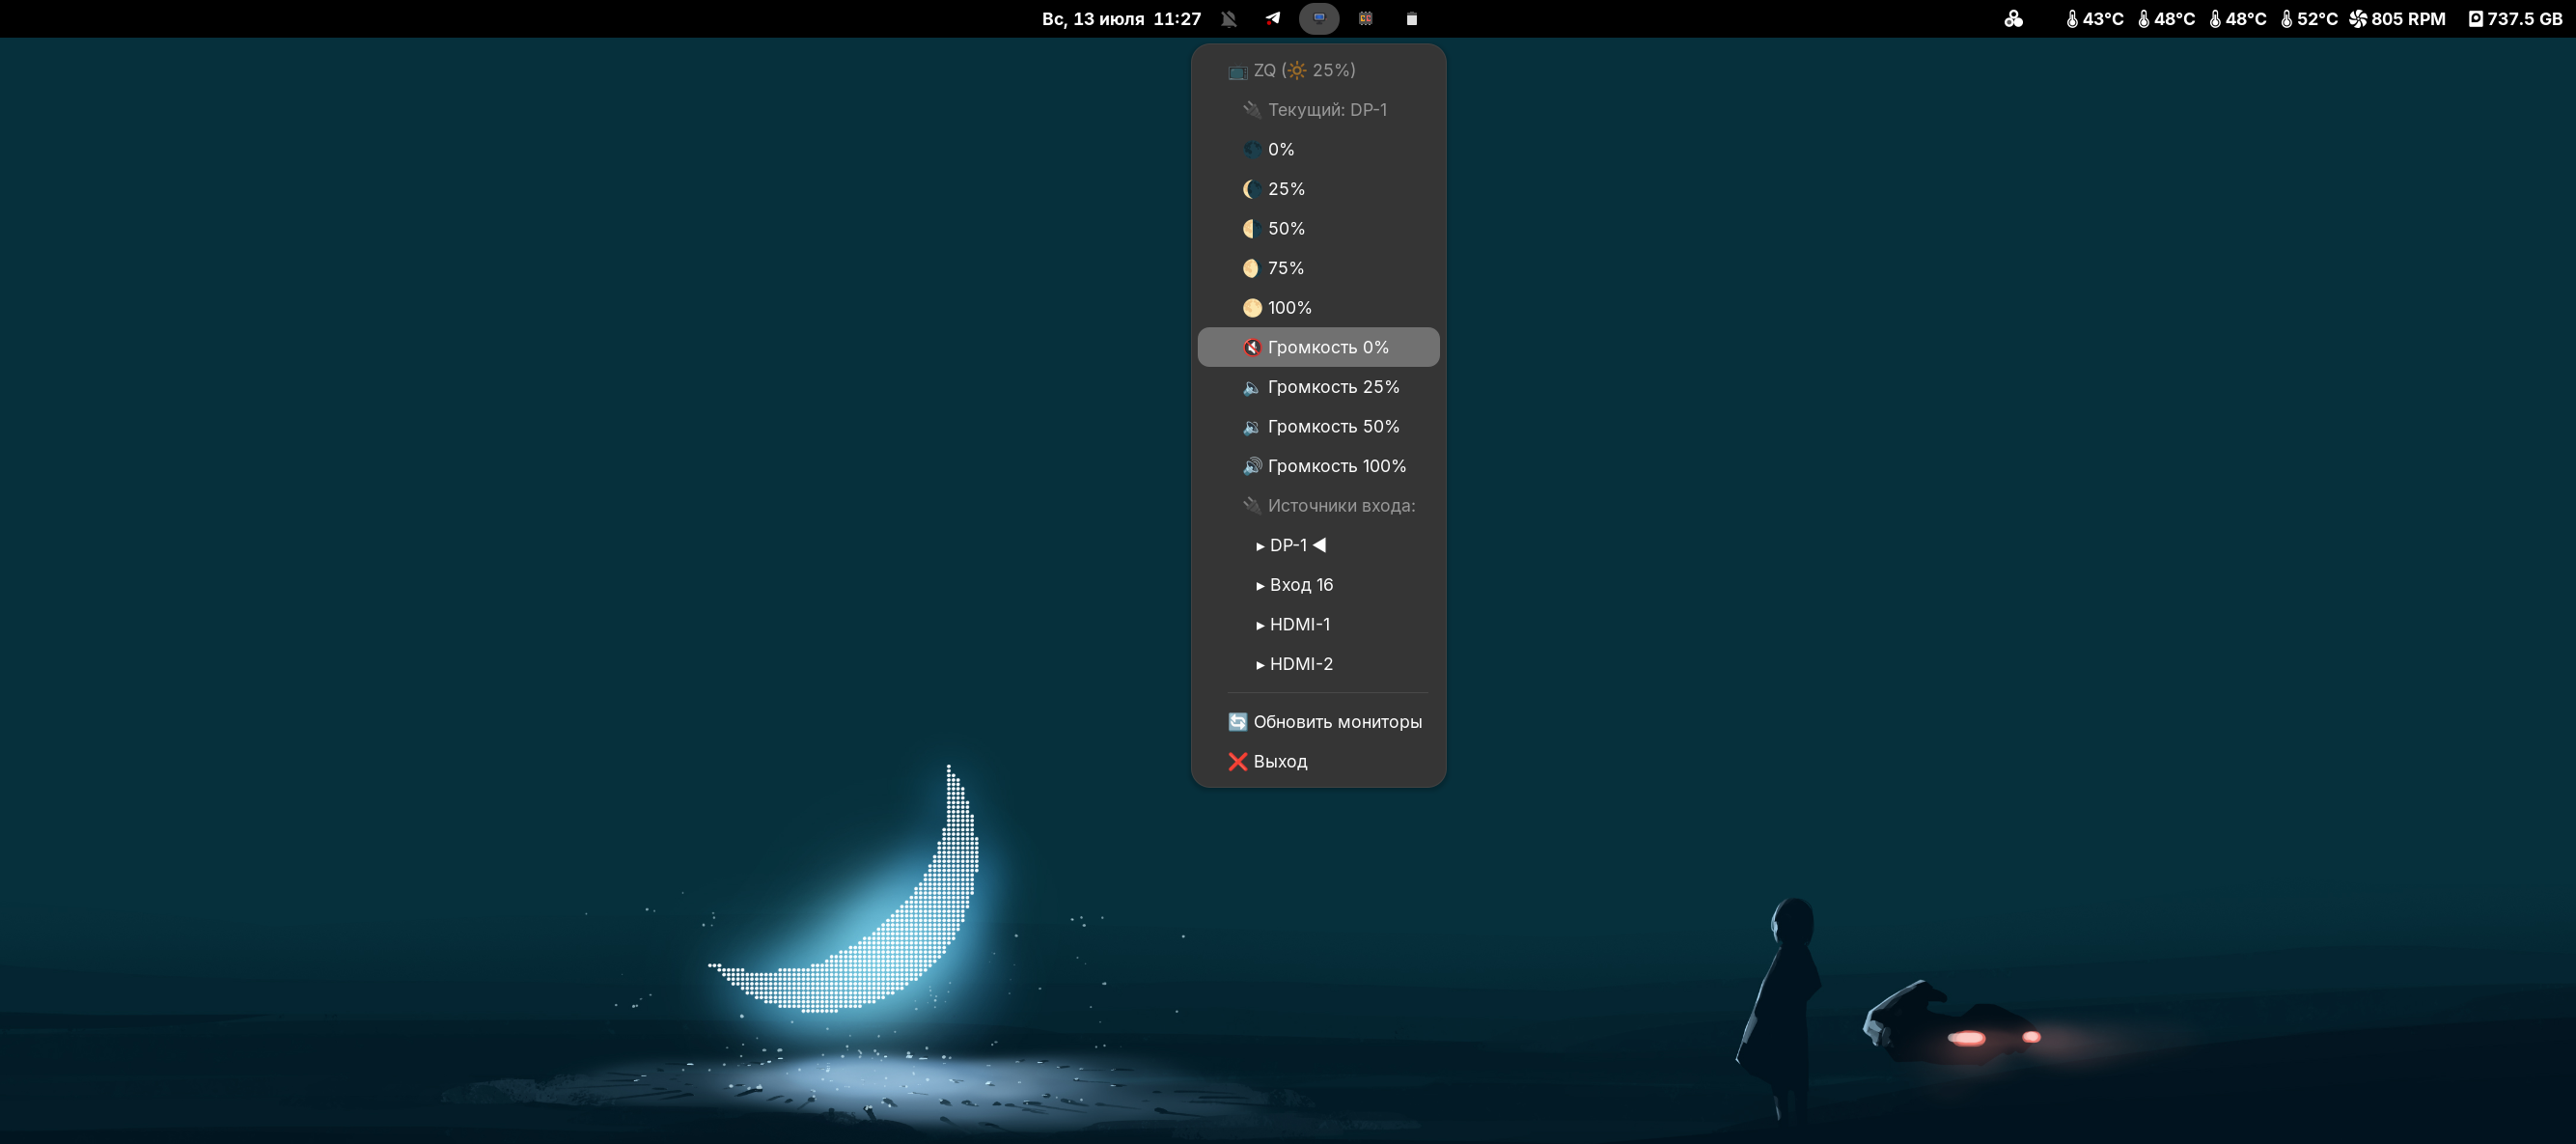 Вс, 13 июля 11:27
43°C 48°C 48°C 52°C 805 RPM 737.5 GB
ZQ (🔆 25%)
Текущий: DP-1
0%
25%
50%
75%
100%
Громкость 0%
Громкость 25%
Громкость 50%
Громкость 100%
Источники входа:
▸ DP-1 ◀
▸ Вход 16
▸ HDMI-1
▸ HDMI-2
Обновить мониторы
Выход